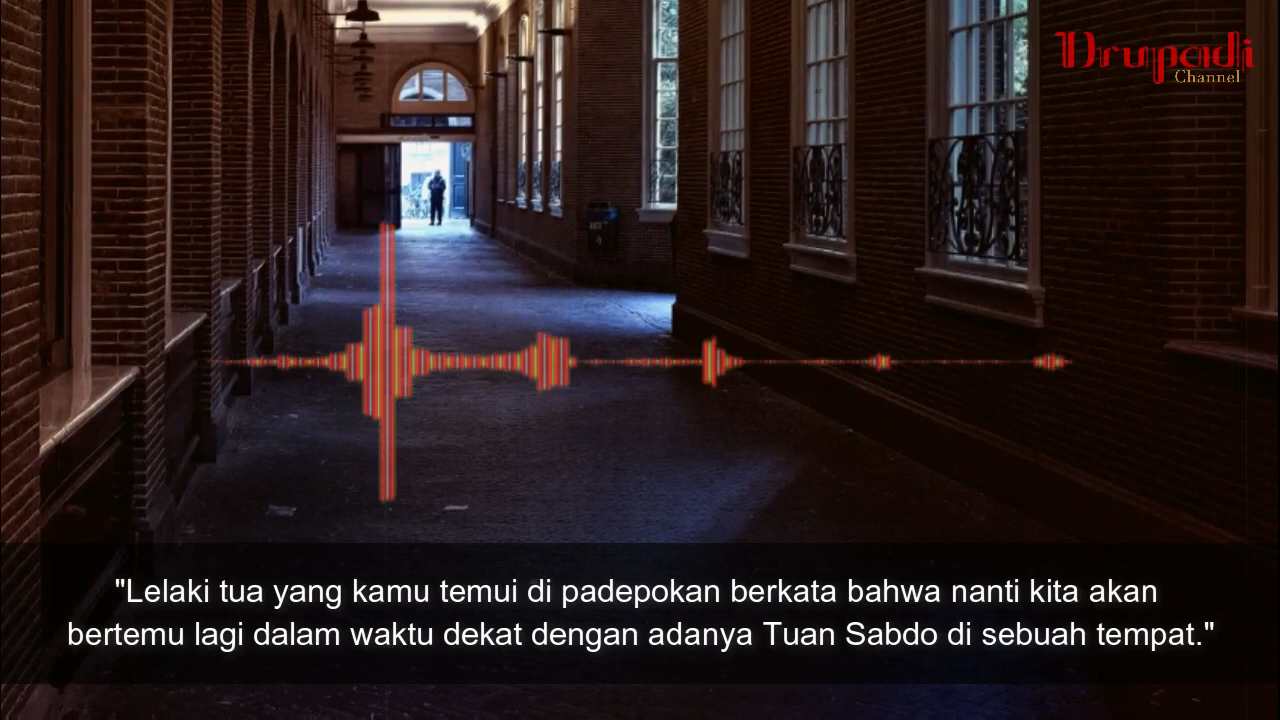 Drupadi
Channel
"Lelaki tua yang kamu temui di padepokan berkata bahwa nanti kita akan
bertemu lagi dalam waktu dekat dengan adanya Tuan Sabdo di sebuah tempat."